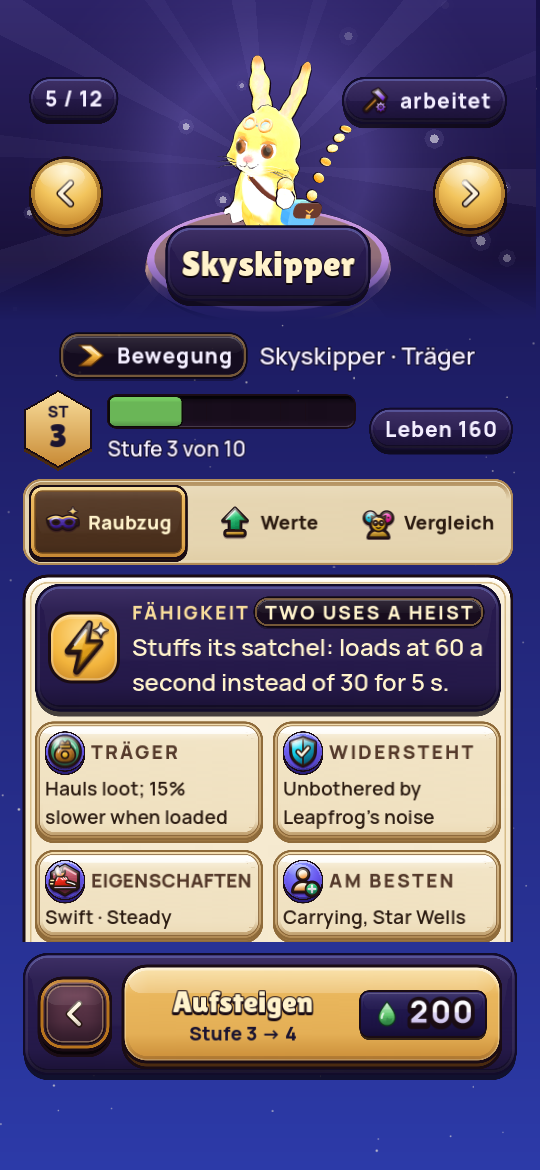 5 / 12
arbeitet
Skyskipper
Bewegung
Skyskipper · Träger
ST
3
Stufe 3 von 10
Leben 160
Raubzug
Werte
Vergleich
FÄHIGKEIT
TWO USES A HEIST
Stuffs its satchel: loads at 60 a
second instead of 30 for 5 s.
TRÄGER
Hauls loot; 15%
slower when loaded
WIDERSTEHT
Unbothered by
Leapfrog's noise
EIGENSCHAFTEN
Swift · Steady
AM BESTEN
Carrying, Star Wells
Aufsteigen
Stufe 3 → 4
200